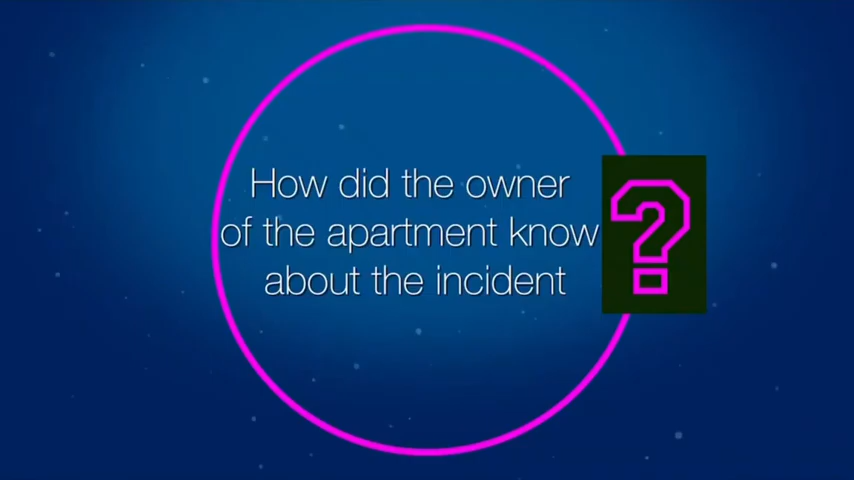 How did the owner
of the apartment know
about the incident
?